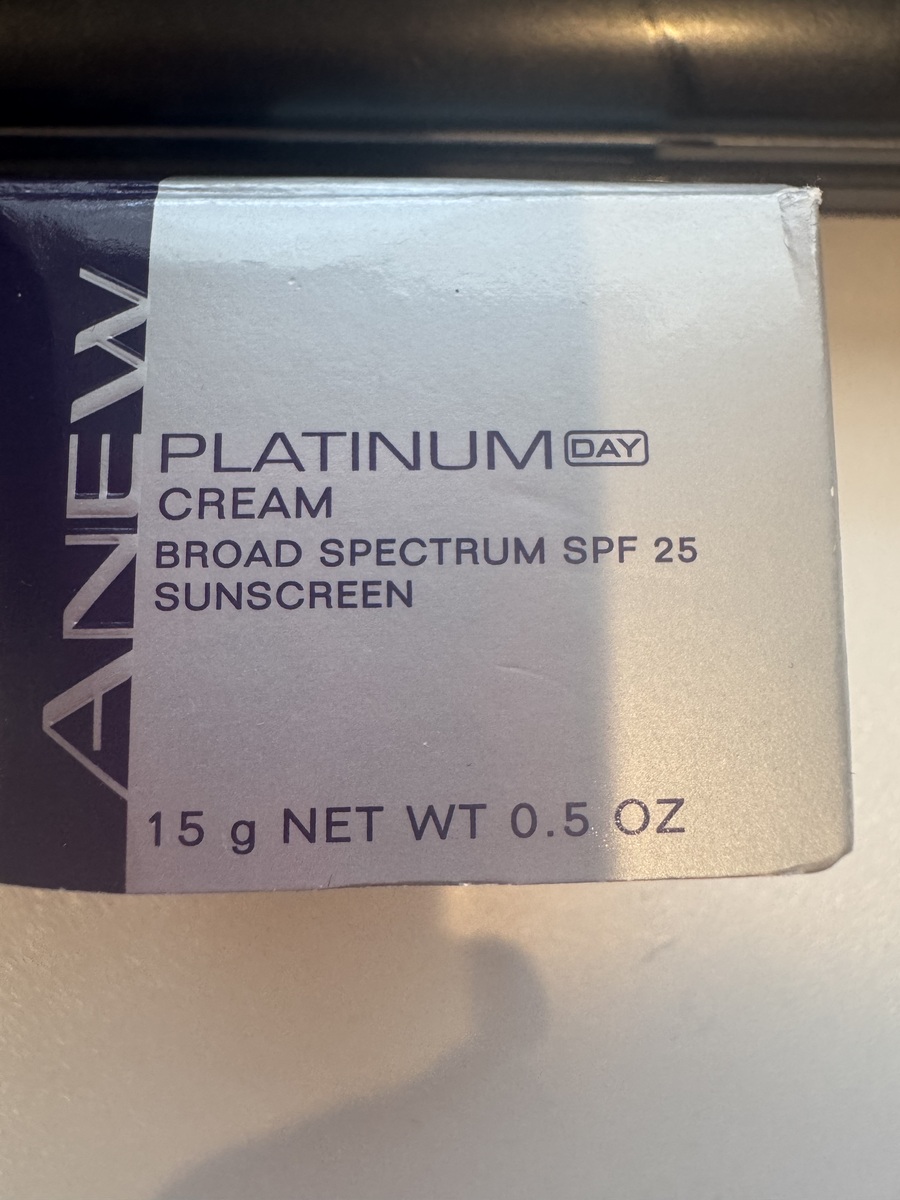 ANEW
PLATINUM DAY
CREAM
BROAD SPECTRUM SPF 25
SUNSCREEN
15 g NET WT 0.5 OZ